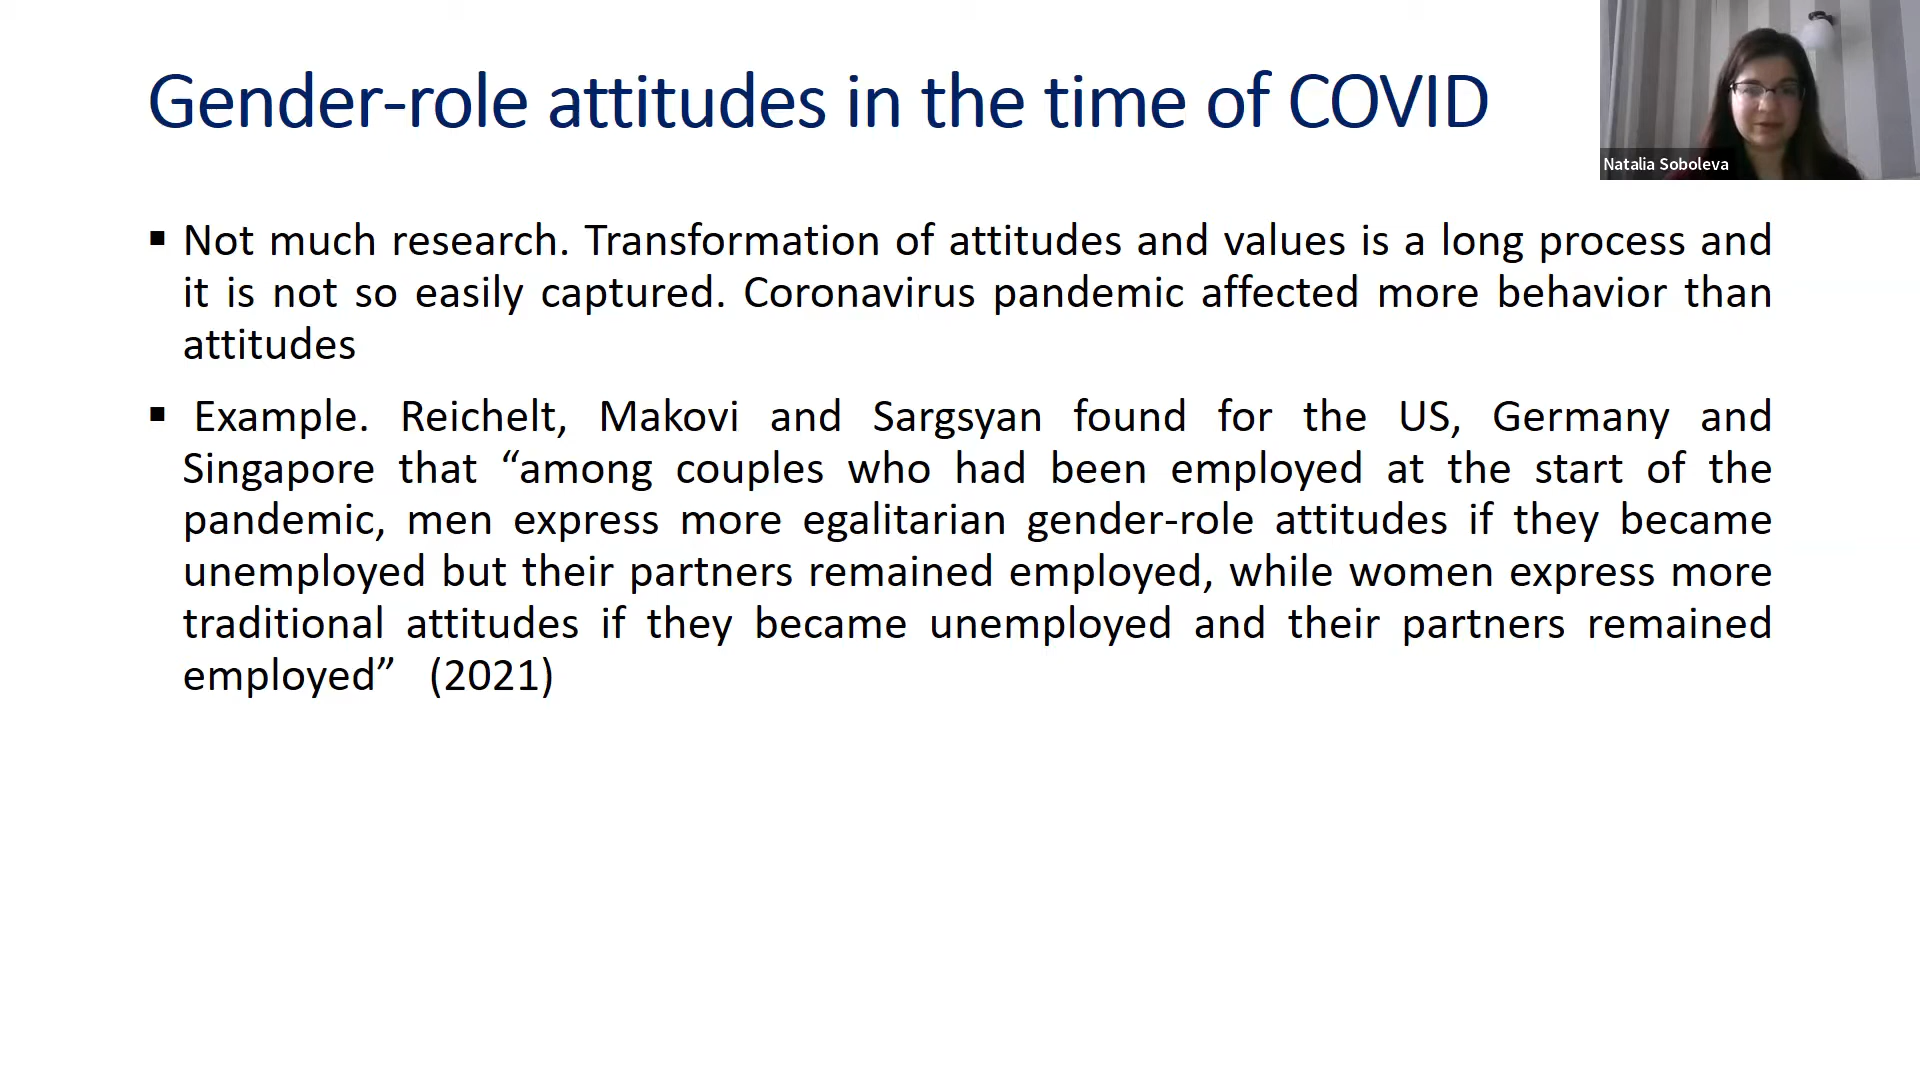 Gender-role attitudes in the time of COVID
Natalia Soboleva
▪ Not much research. Transformation of attitudes and values is a long process and
it is not so easily captured. Coronavirus pandemic affected more behavior than
attitudes
▪ Example. Reichelt, Makovi and Sargsyan found for the US, Germany and
Singapore that “among couples who had been employed at the start of the
pandemic, men express more egalitarian gender-role attitudes if they became
unemployed but their partners remained employed, while women express more
traditional attitudes if they became unemployed and their partners remained
employed” (2021)